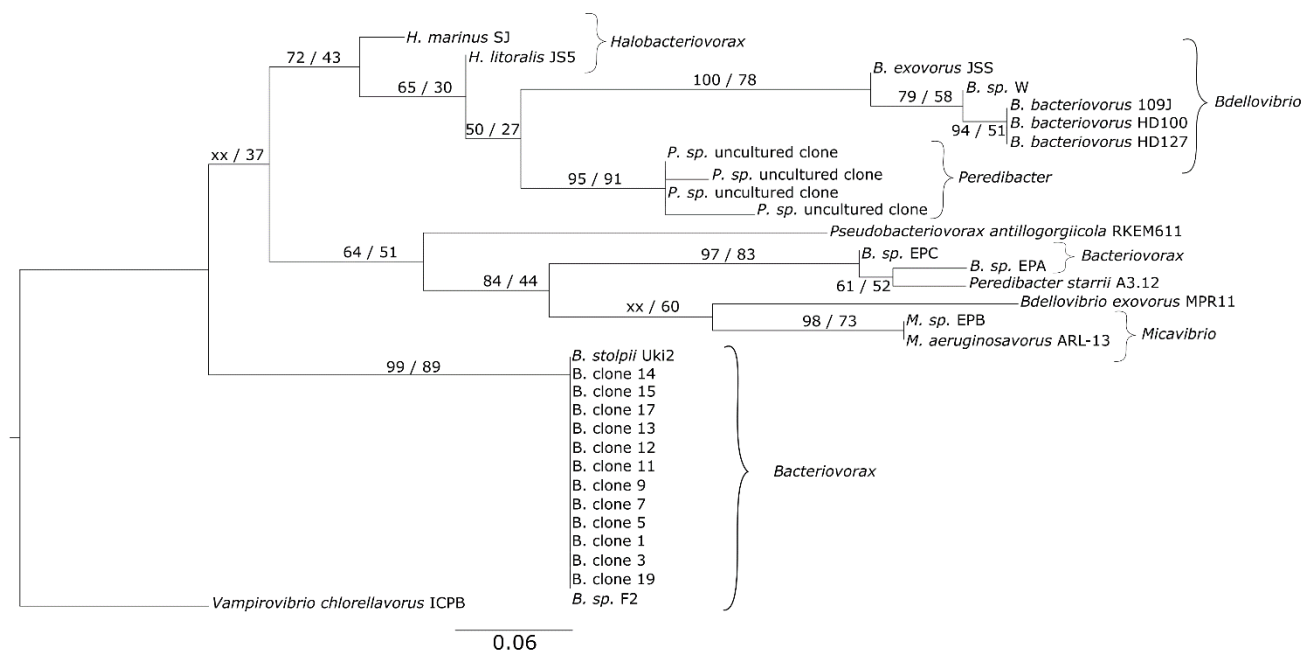 H. marinus SJ
72 / 43
Halobacteriovorax
H. litoralis JS5
65 / 30
100 / 78
B. exovorus JSS
79 / 58
B. sp. W
Bdellovibrio
B. bacteriovorus 109J
50 / 27
B. bacteriovorus HD100
94 / 51
B. bacteriovorus HD127
xx / 37
P. sp. uncultured clone
P. sp. uncultured clone
95 / 91
Peredibacter
P. sp. uncultured clone
P. sp. uncultured clone
Pseudobacteriovorax antillogorgiicola RKEM611
64 / 51
97 / 83
B. sp. EPC
Bacteriovorax
B. sp. EPA
84 / 44
61 / 52
Peredibacter starrii A3.12
xx / 60
Bdellovibrio exovorus MPR11
98 / 73
M. sp. EPB
Micavibrio
M. aeruginosavorus ARL-13
99 / 89
B. stolpii Uki2
B. clone 14
B. clone 15
B. clone 17
B. clone 13
B. clone 12
B. clone 11
Bacteriovorax
B. clone 9
B. clone 7
B. clone 5
B. clone 1
B. clone 3
B. clone 19
B. sp. F2
Vampirovibrio chlorellavorus ICPB
0.06